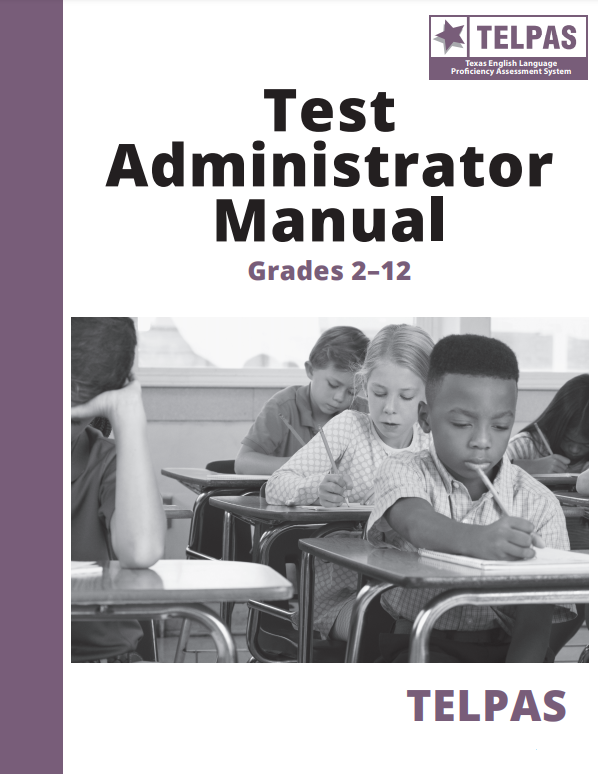 TELPAS
Texas English Language
Proficiency Assessment System
Test
Administrator
Manual
Grades 2–12
TELPAS